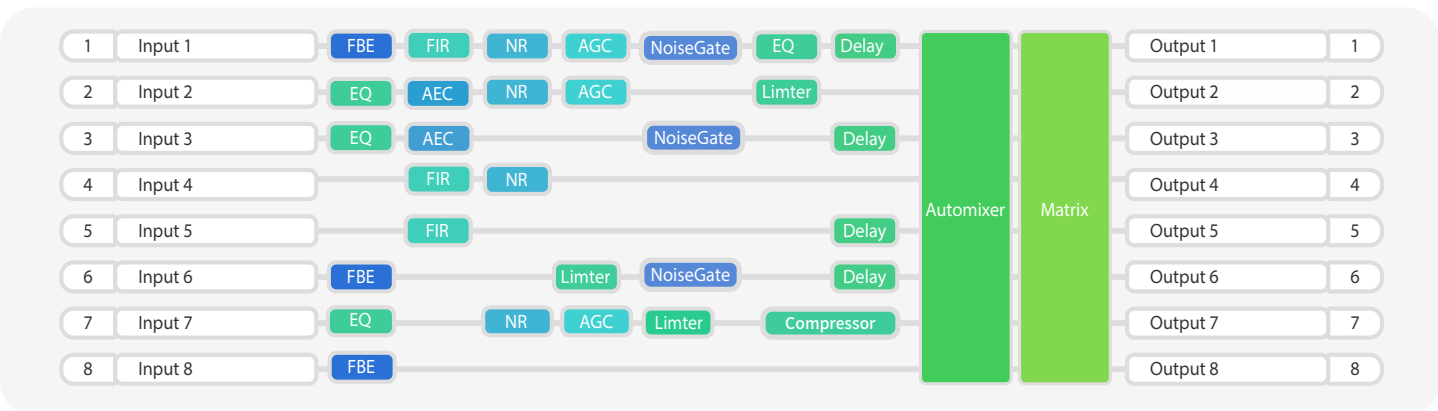 1 Input 1 FBE FIR NR AGC NoiseGate EQ Delay Output 1 1
2 Input 2 EQ AEC NR AGC Limter Output 2 2
3 Input 3 EQ AEC NoiseGate Delay Output 3 3
4 Input 4 FIR NR Output 4 4
Automixer Matrix
5 Input 5 FIR Delay Output 5 5
6 Input 6 FBE Limter NoiseGate Delay Output 6 6
7 Input 7 EQ NR AGC Limter Compressor Output 7 7
8 Input 8 FBE Output 8 8